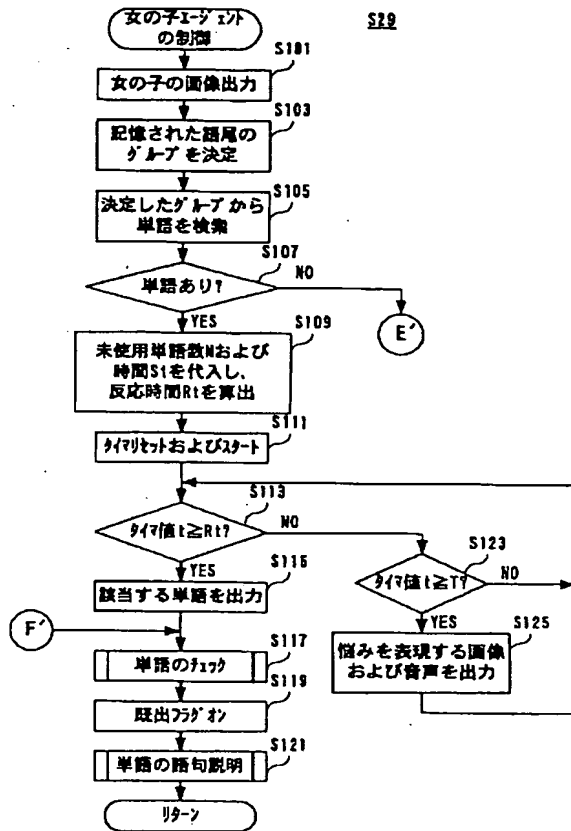 女の子エージェント
の制御
S29
S101
女の子の画像出力
S103
記憶された語尾の
グループを決定
S105
決定したグループから
単語を検索
S107
単語あり?
NO
YES
E'
S109
未使用単語数Nおよび
時間Stを代入し、
反応時間Rtを算出
S111
タイマリセットおよびスタート
S113
タイマ値t≧Rt?
NO
YES
S123
タイマ値t≧T?
NO
YES
S115
該当する単語を出力
S125
悩みを表現する画像
および音声を出力
F'
S117
単語のチェック
S119
既出フラグオン
S121
単語の語句説明
リターン